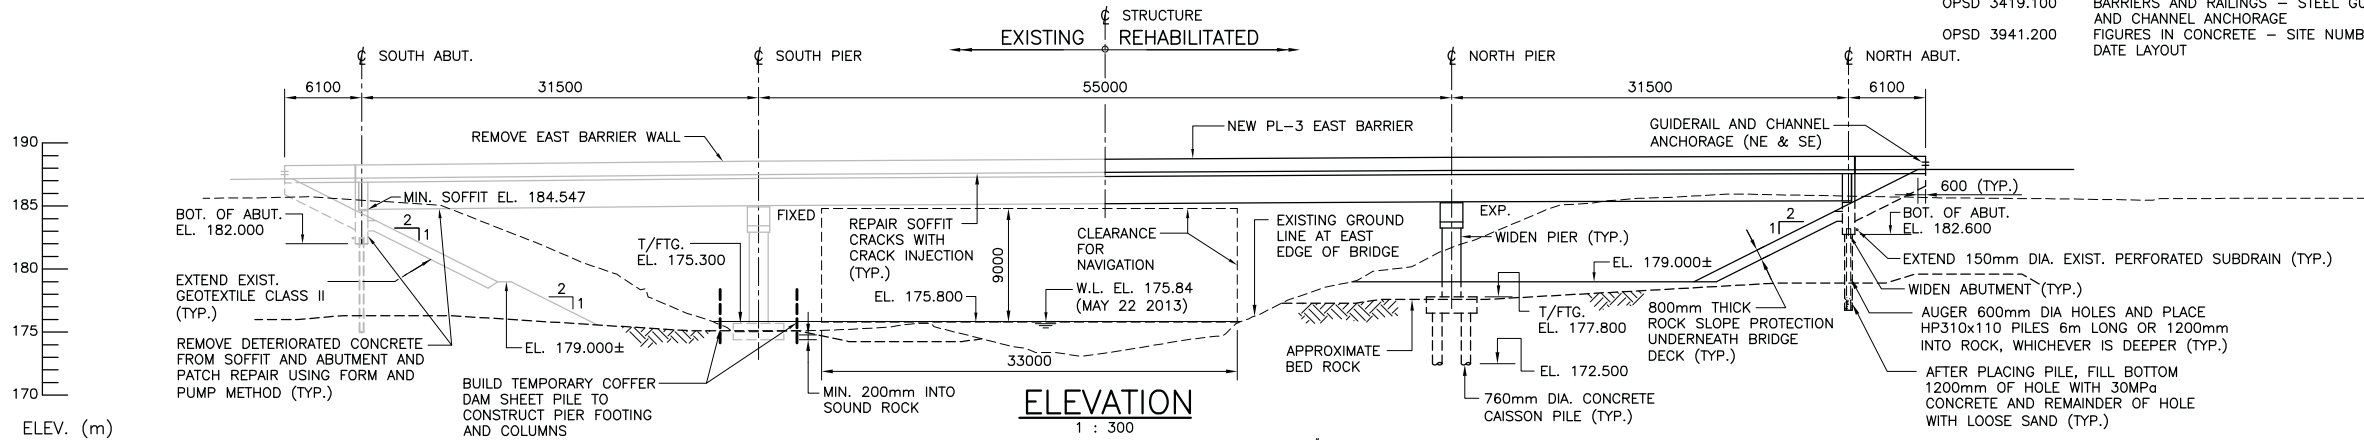 OPSD 3419.100 BARRIERS AND RAILINGS – STEEL
AND CHANNEL ANCHORAGE
OPSD 3941.200 FIGURES IN CONCRETE – SITE
DATE LAYOUT
℄ STRUCTURE
EXISTING REHABILITATED
℄ SOUTH ABUT.
℄ SOUTH PIER
℄ NORTH PIER
℄ NORTH ABUT.
6100
31500
55000
31500
6100
190
185
180
175
170
ELEV. (m)
REMOVE EAST BARRIER WALL
NEW PL-3 EAST BARRIER
GUIDERAIL AND CHANNEL
ANCHORAGE (NE & SE)
MIN. SOFFIT EL. 184.547
BOT. OF ABUT.
EL. 182.000
2
1
EXTEND EXIST.
GEOTEXTILE CLASS II
(TYP.)
2
1
EL. 179.000±
REMOVE DETERIORATED CONCRETE
FROM SOFFIT AND ABUTMENT AND
PATCH REPAIR USING FORM AND
PUMP METHOD (TYP.)
T/FTG.
EL. 175.300
FIXED
BUILD TEMPORARY COFFER
DAM SHEET PILE TO
CONSTRUCT PIER FOOTING
AND COLUMNS
REPAIR SOFFIT
CRACKS WITH
CRACK INJECTION
(TYP.)
EL. 175.800
9000
CLEARANCE
FOR
NAVIGATION
W.L. EL. 175.84
(MAY 22 2013)
33000
MIN. 200mm INTO
SOUND ROCK
EXISTING GROUND
LINE AT EAST
EDGE OF BRIDGE
EXP.
WIDEN PIER (TYP.)
EL. 179.000±
APPROXIMATE
BED ROCK
T/FTG.
EL. 177.800
EL. 172.500
760mm DIA. CONCRETE
CAISSON PILE (TYP.)
800mm THICK
ROCK SLOPE PROTECTION
UNDERNEATH BRIDGE
DECK (TYP.)
2
1
600 (TYP.)
BOT. OF ABUT.
EL. 182.600
EXTEND 150mm DIA. EXIST. PERFORATED SUBDRAIN (TYP.)
WIDEN ABUTMENT (TYP.)
AUGER 600mm DIA HOLES AND PLACE
HP310x110 PILES 6m LONG OR 1200mm
INTO ROCK, WHICHEVER IS DEEPER (TYP.)
AFTER PLACING PILE, FILL BOTTOM
1200mm OF HOLE WITH 30MPa
CONCRETE AND REMAINDER OF HOLE
WITH LOOSE SAND (TYP.)
ELEVATION
1 : 300